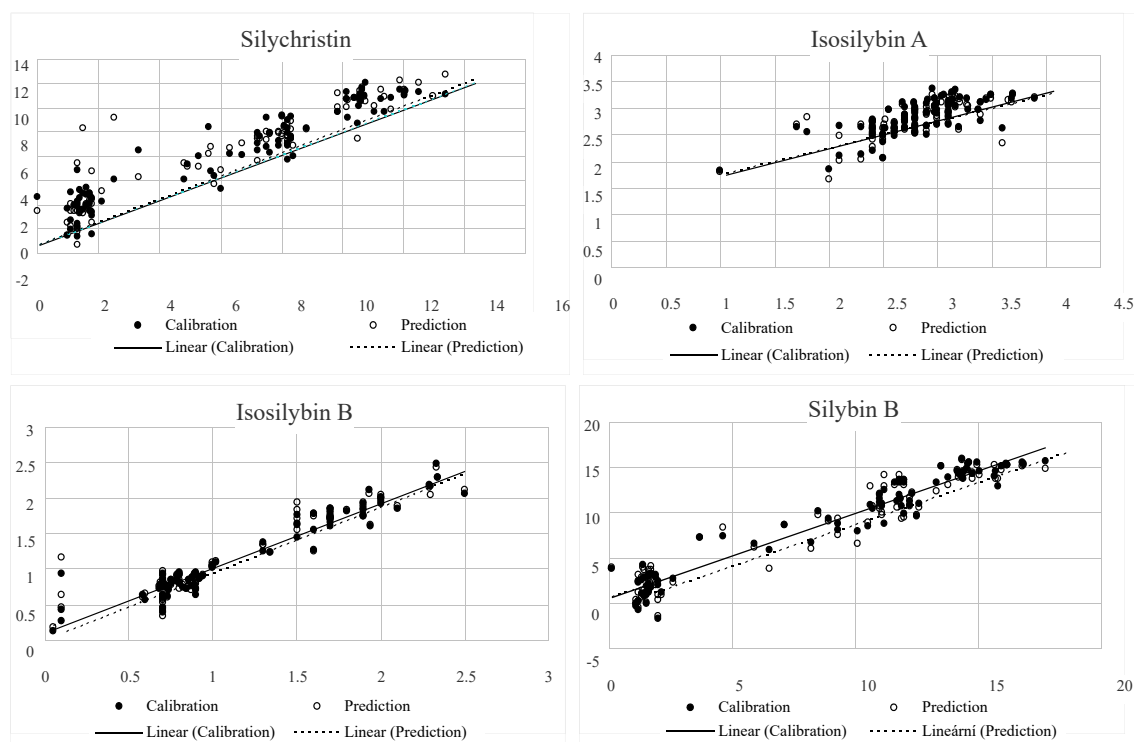 Silychristin
14
12
10
8
6
4
2
0
-2
0 2 4 6 8 10 12 14 16
Calibration Prediction
Linear (Calibration) Linear (Prediction)
Isosilybin A
4
3.5
3
2.5
2
1.5
1
0.5
0
0 0.5 1 1.5 2 2.5 3 3.5 4 4.5
Calibration Prediction
Linear (Calibration) Linear (Prediction)
Isosilybin B
3
2.5
2
1.5
1
0.5
0
0 0.5 1 1.5 2 2.5 3
Calibration Prediction
Linear (Calibration) Linear (Prediction)
Silybin B
20
15
10
5
0
-5
0 5 10 15 20
Calibration Prediction
Linear (Calibration) Lineární (Prediction)